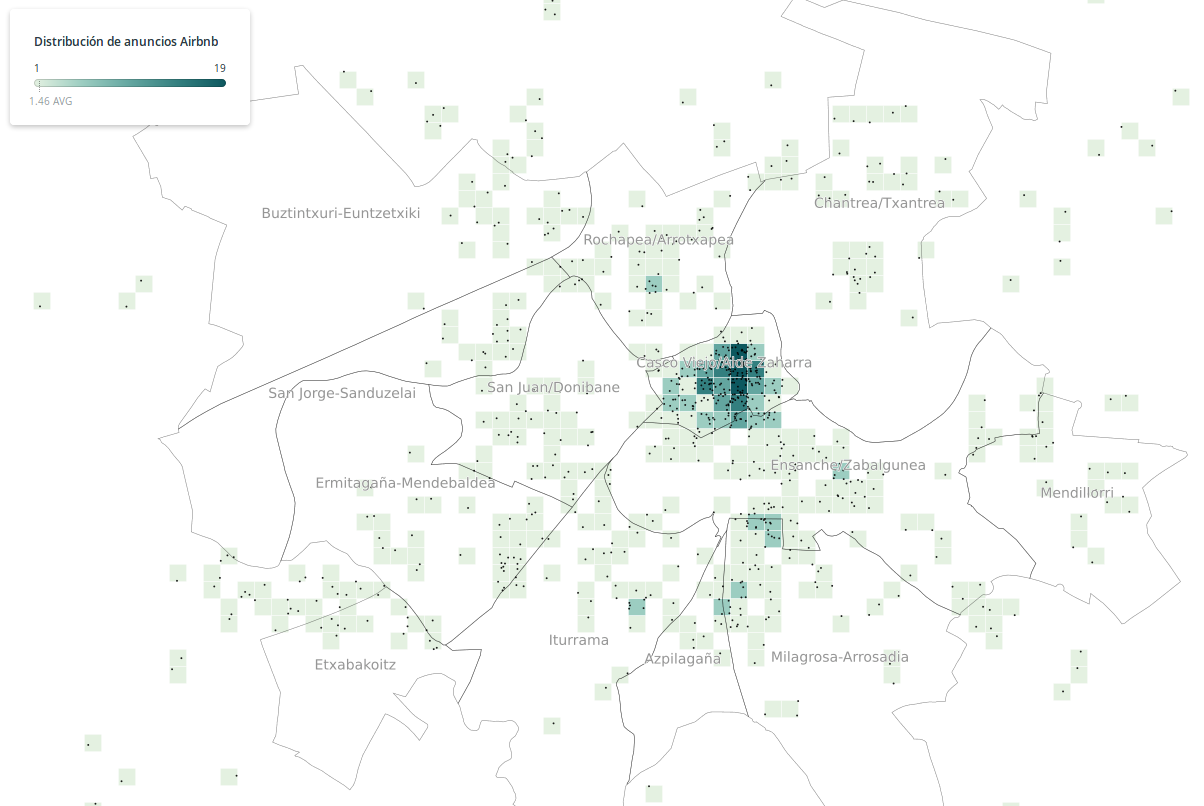 Distribución de anuncios Airbnb
1 19
1.46 AVG
Buztintxuri-Euntzetxiki
Chantrea/Txantrea
Rochapea/Arrotxapea
Casco Viejo/Alde Zaharra
San Jorge-Sanduzelai
San Juan/Donibane
Ensanche/Zabalgunea
Ermitagaña-Mendebaldea
Mendillorri
Iturrama
Azpilagaña
Milagrosa-Arrosadia
Etxabakoitz